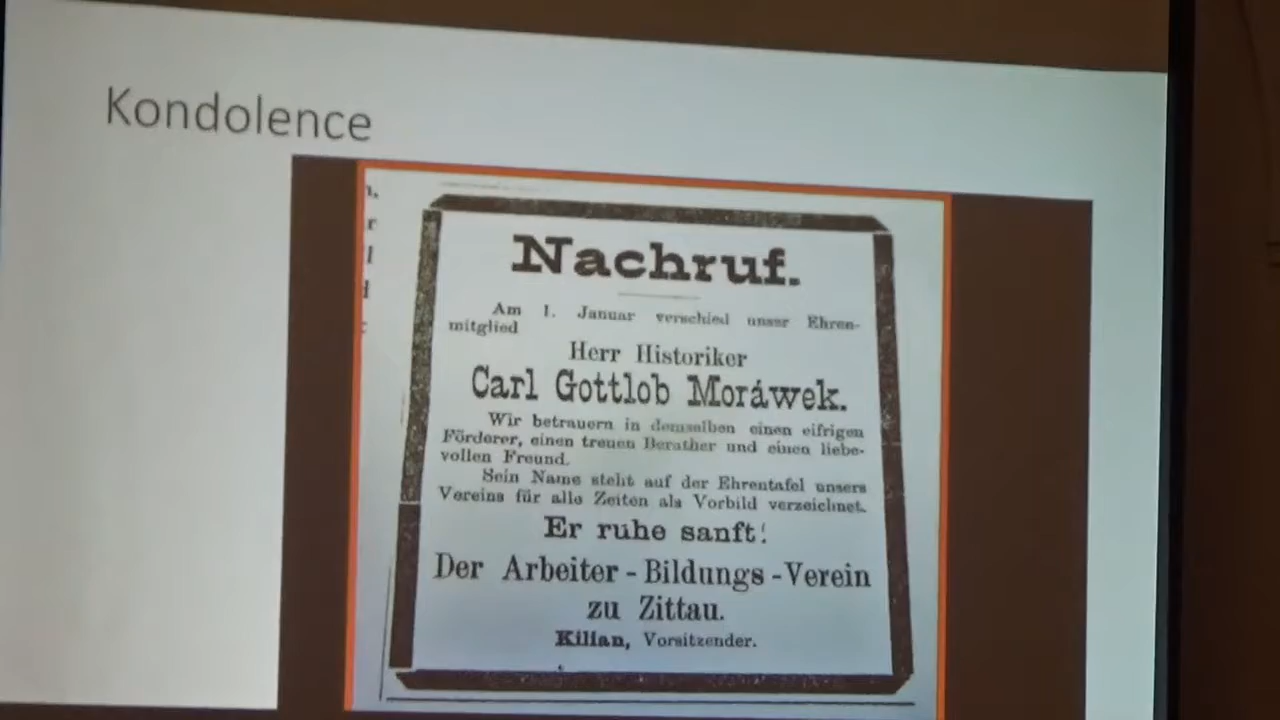 Kondolence
Nachruf.
Am 1. Januar verschied unser Ehren-
mitglied
Herr Historiker
Carl Gottlob Moráwek.
Wir betrauern in demselben einen eifrigen
Förderer, einen treuen Berather und einen liebe-
vollen Freund.
Sein Name steht auf der Ehrentafel unsers
Vereins für alle Zeiten als Vorbild verzeichnet.
Er ruhe sanft!
Der Arbeiter-Bildungs-Verein
zu Zittau.
Kilian, Vorsitzender.